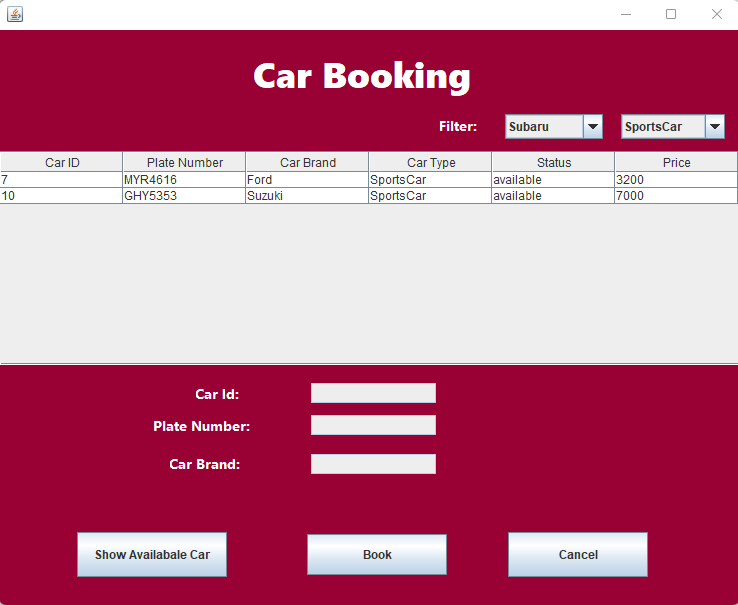 Car Booking
Filter: Subaru SportsCar
Car ID Plate Number Car Brand Car Type Status Price
7 MYR4616 Ford SportsCar available 3200
10 GHY5353 Suzuki SportsCar available 7000
Car Id:
Plate Number:
Car Brand:
Show Availabale Car Book Cancel